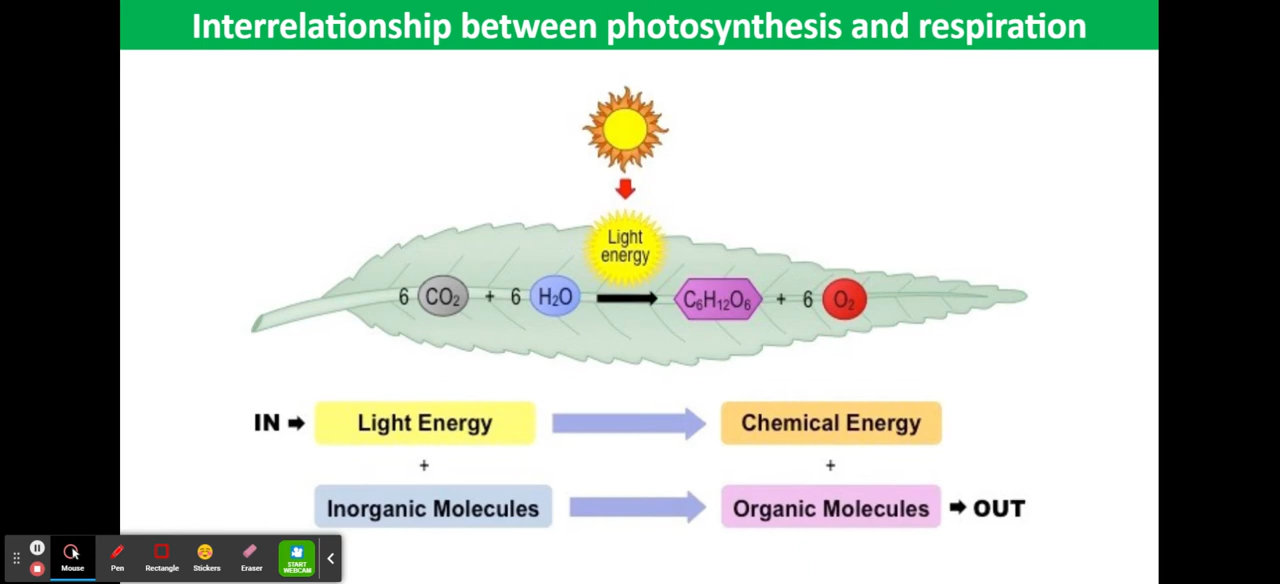 Interrelationship between photosynthesis and respiration
Light
energy
6 CO₂ + 6 H₂O → C₆H₁₂O₆ + 6 O₂
IN ➡ Light Energy Chemical Energy
+ +
Inorganic Molecules Organic Molecules ➡ OUT
Mouse Pen Rectangle Stickers Eraser START
WEBCAM